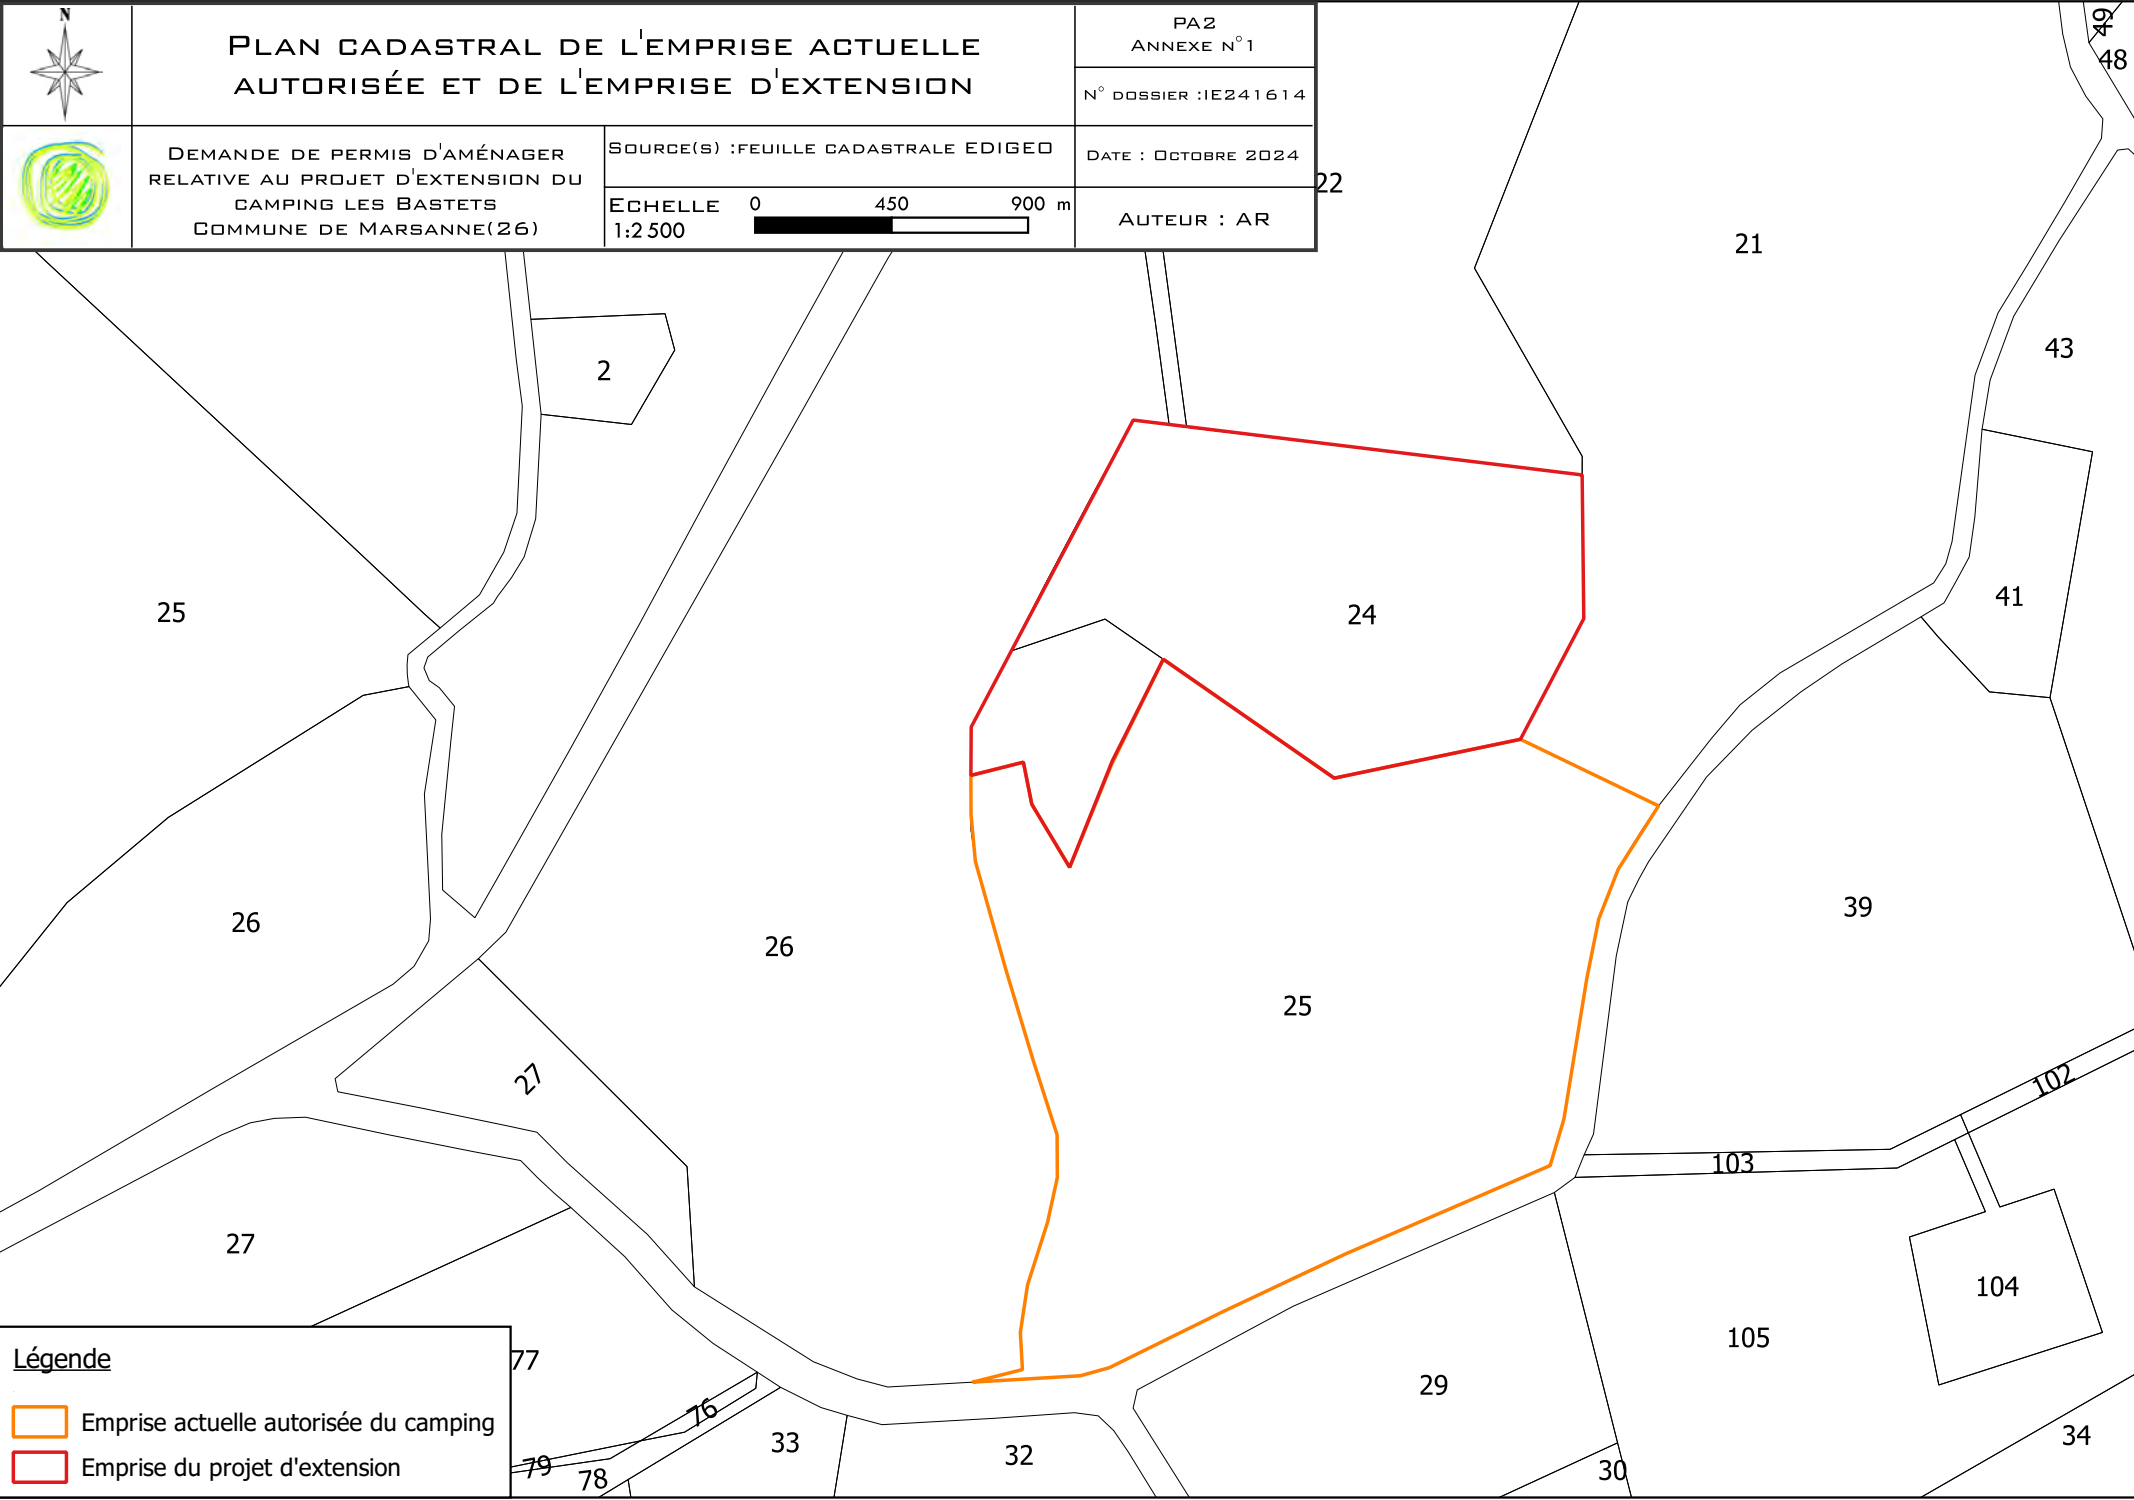 N
PLAN CADASTRAL DE L'EMPRISE ACTUELLE
AUTORISÉE ET DE L'EMPRISE D'EXTENSION
PA2
ANNEXE N°1
N° DOSSIER :IE241614
DEMANDE DE PERMIS D'AMÉNAGER
RELATIVE AU PROJET D'EXTENSION DU
CAMPING LES BASTETS
COMMUNE DE MARSANNE(26)
SOURCE(S) :FEUILLE CADASTRALE EDIGEO
ECHELLE
1:2 500
0 450 900 m
DATE : OCTOBRE 2024
AUTEUR : AR
49
48
22
21
43
2
25
24
41
26
26
39
25
27
102
103
27
104
105
77
29
76
33
32
34
79
78
30
Légende
Emprise actuelle autorisée du camping
Emprise du projet d'extension